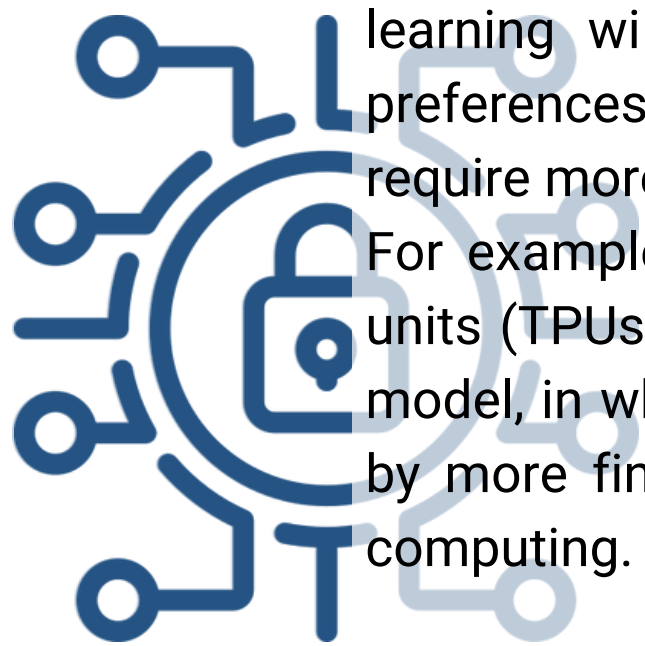 learning wi
preferences
require more
For example
units (TPUs
model, in wh
by more fin
computing.